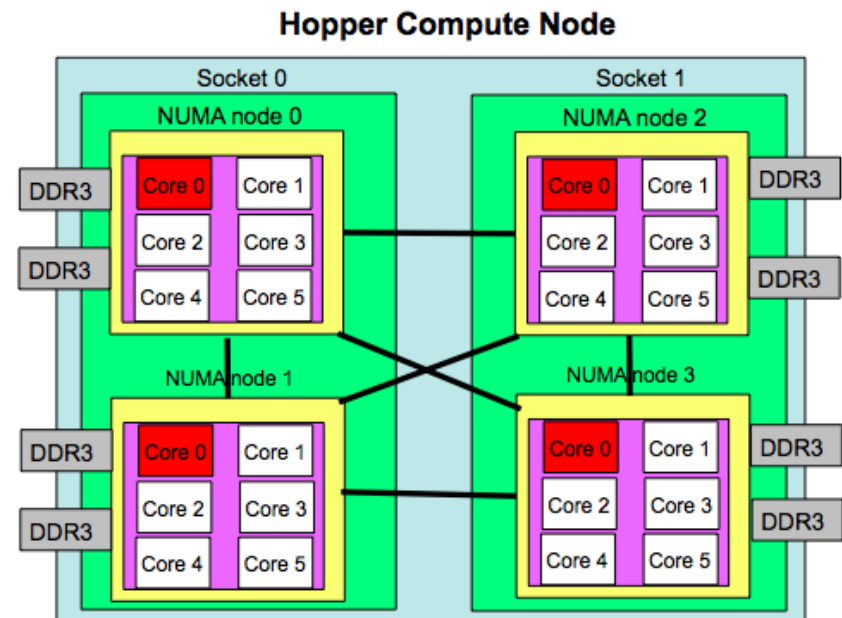 Hopper Compute Node
Socket 0
NUMA node 0
DDR3
DDR3
Core 0
Core 1
Core 2
Core 3
Core 4
Core 5
NUMA node 1
DDR3
DDR3
Core 0
Core 1
Core 2
Core 3
Core 4
Core 5
Socket 1
NUMA node 2
Core 0
Core 1
Core 2
Core 3
Core 4
Core 5
DDR3
DDR3
NUMA node 3
Core 0
Core 1
Core 2
Core 3
Core 4
Core 5
DDR3
DDR3